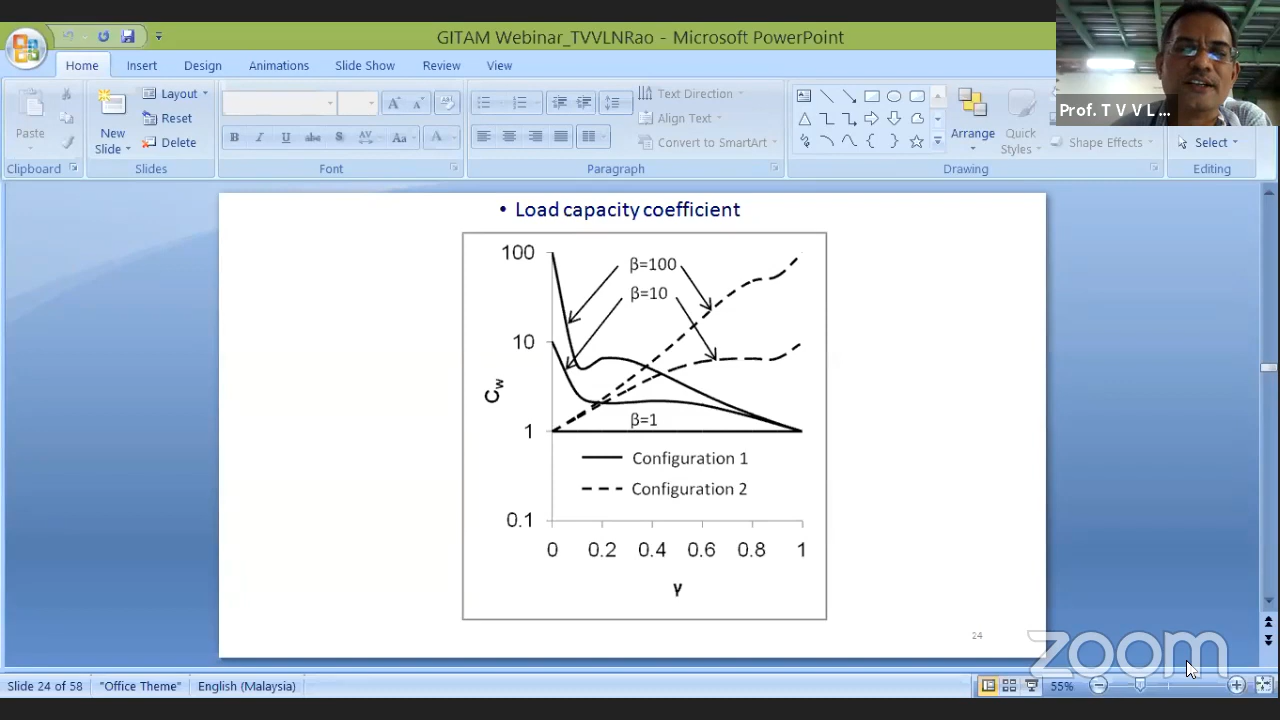 GITAM Webinar_TVVLNRao - Microsoft PowerPoint
Prof. T V V L ...
Home Insert Design Animations Slide Show Review View
Paste
New Slide
Layout
Reset
Delete
B I U abc S AV Aa A
Text Direction
Align Text
Convert to SmartArt
Arrange
Quick Styles
Shape Effects
Select
Clipboard Slides Font Paragraph Drawing Editing
• Load capacity coefficient
100
10
1
0.1
Cw
β=100
β=10
β=1
Configuration 1
Configuration 2
0 0.2 0.4 0.6 0.8 1
γ
24
zoom
Slide 24 of 58 "Office Theme" English (Malaysia) 55%